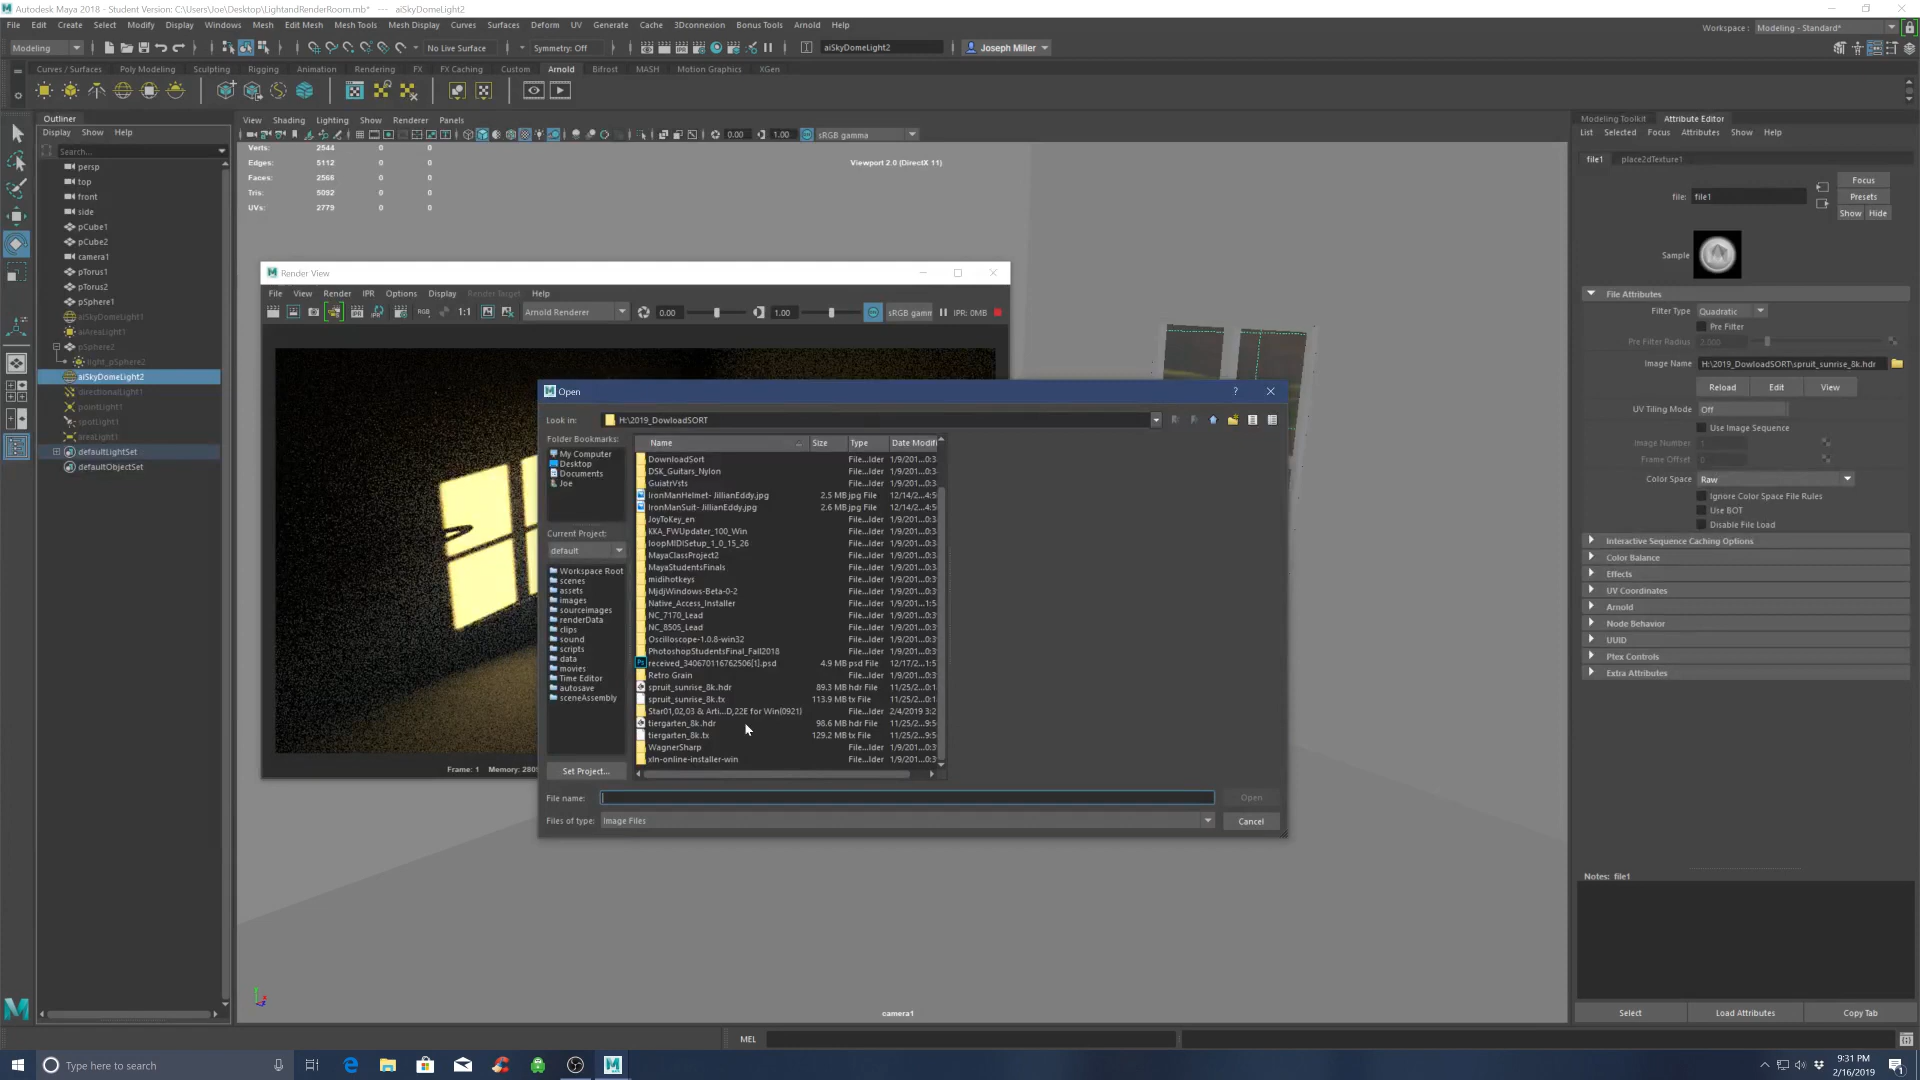 Autodesk Maya 2018 - Student Version: C:\Users\Joe\Desktop\LightandRenderRoom.mb* --- aiSkyDomeLight2
File Edit Create Select Modify Display Windows Mesh Edit Mesh Mesh Tools Mesh Display Curves Surfaces Deform UV Generate Cache 3Dconnexion Bonus Tools Arnold Help
Workspace : Modeling - Standard*
Modeling No Live Surface Symmetry: Off aiSkyDomeLight2 Joseph Miller
Curves / Surfaces Poly Modeling Sculpting Rigging Animation Rendering FX FX Caching Custom Arnold Bifrost MASH Motion Graphics XGen
Outliner
Display Show Help
Search...
persp
top
front
side
pCube1
pCube2
camera1
pTorus1
pTorus2
pSphere1
aiSkyDomeLight1
aiAreaLight1
pSphere2
light_pSphere2
aiSkyDomeLight2
directionalLight1
pointLight1
spotLight1
areaLight1
defaultLightSet
defaultObjectSet
View Shading Lighting Show Renderer Panels
0.00 1.00 sRGB gamma
Verts: 2544 0 0
Edges: 5112 0 0
Faces: 2566 0 0
Tris: 5092 0 0
UVs: 2779 0 0
Viewport 2.0 (DirectX 11)
Render View
File View Render IPR Options Display Render Target Help
RGB 1:1 Arnold Renderer 0.00 1.00 sRGB gamm IPR: 0MB
Frame: 1 Memory: 280
Open
Look in: H:\2019_DowloadSORT
Folder Bookmarks:
My Computer
Desktop
Documents
Joe
Current Project:
default
Workspace Root
scenes
assets
images
sourceimages
renderData
clips
sound
scripts
data
movies
Time Editor
autosave
sceneAssembly
Set Project...
Name Size Type Date Modifi
DownloadSort File...lder 1/9/201...0:3
DSK_Guitars_Nylon File...lder 1/9/201...0:3
GuiatrVsts File...lder 1/9/201...0:3
IronManHelmet- JillianEddy.jpg 2.5 MB jpg File 12/14/2...4:5
IronManSuit- JillianEddy.jpg 2.6 MB jpg File 12/14/2...4:5
JoyToKey_en File...lder 1/9/201...0:3
KKA_FWUpdater_100_Win File...lder 1/9/201...0:3
loopMIDISetup_1_0_15_26 File...lder 1/9/201...0:3
MayaClassProject2 File...lder 1/9/201...0:3
MayaStudentsFinals File...lder 1/9/201...0:3
midihotkeys File...lder 1/9/201...0:3
MjdjWindows-Beta-0-2 File...lder 1/9/201...0:3
Native_Access_Installer File...lder 1/9/201...1:5
NC_7170_Lead File...lder 1/9/201...0:3
NC_8505_Lead File...lder 1/9/201...0:3
Oscilloscope-1.0.8-win32 File...lder 1/9/201...0:3
PhotoshopStudentsFinal_Fall2018 File...lder 1/9/201...0:3
received_340670116762506[1].psd 4.9 MB psd File 12/17/2...1:5
Retro Grain File...lder 1/9/201...0:3
spruit_sunrise_8k.hdr 89.3 MB hdr File 11/25/2...0:1
spruit_sunrise_8k.tx 113.9 MB tx File 11/25/2...0:1
Star01,02,03 & Arti...D,22E for Win(0921) File...lder 2/4/2019 3:2
tiergarten_8k.hdr 98.6 MB hdr File 11/25/2...9:5
tiergarten_8k.tx 129.2 MB tx File 11/25/2...9:5
WagnerSharp File...lder 1/9/201...0:3
xln-online-installer-win File...lder 1/9/201...0:3
File name: Open
Files of type: Image Files Cancel
camera1
Modeling Toolkit Attribute Editor
List Selected Focus Attributes Show Help
file1 place2dTexture1
file: file1
Focus
Presets
Show Hide
Sample
File Attributes
Filter Type Quadratic
Pre Filter
Pre Filter Radius 2.000
Image Name H:\2019_DowloadSORT\spruit_sunrise_8k.hdr
Reload Edit View
UV Tiling Mode Off
Use Image Sequence
Image Number 1
Frame Offset 0
Color Space Raw
Ignore Color Space File Rules
Use BOT
Disable File Load
Interactive Sequence Caching Options
Color Balance
Effects
UV Coordinates
Arnold
Node Behavior
UUID
Plex Controls
Extra Attributes
Notes: file1
Select Load Attributes Copy Tab
MEL
Type here to search
9:31 PM
2/16/2019